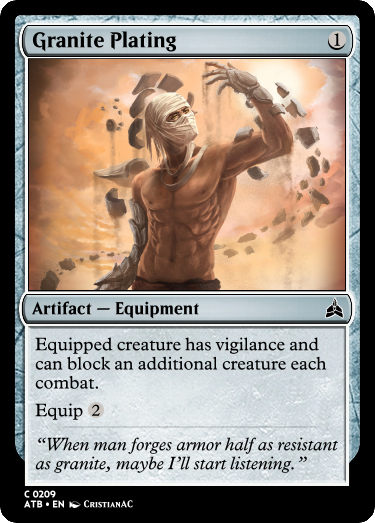 Granite Plating 1
Artifact — Equipment
Equipped creature has vigilance and
can block an additional creature each
combat.
Equip 2
“When man forges armor half as resistant
as granite, maybe I’ll start listening.”
C 0209
ATB • EN CristianAC